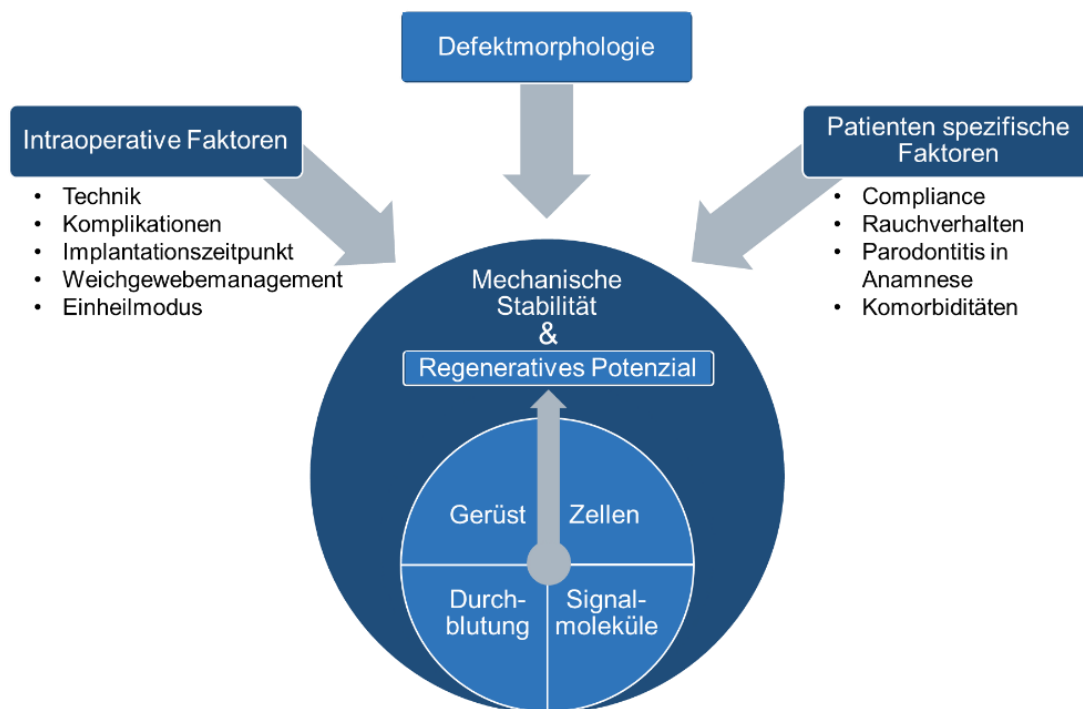 Defektmorphologie
Intraoperative Faktoren
• Technik
• Komplikationen
• Implantationszeitpunkt
• Weichgewebemanagement
• Einheilmodus
Patienten spezifische
Faktoren
• Compliance
• Rauchverhalten
• Parodontitis in
Anamnese
• Komorbiditäten
Mechanische
Stabilität
&
Regeneratives Potenzial
Gerüst
Zellen
Durch-
blutung
Signal-
moleküle